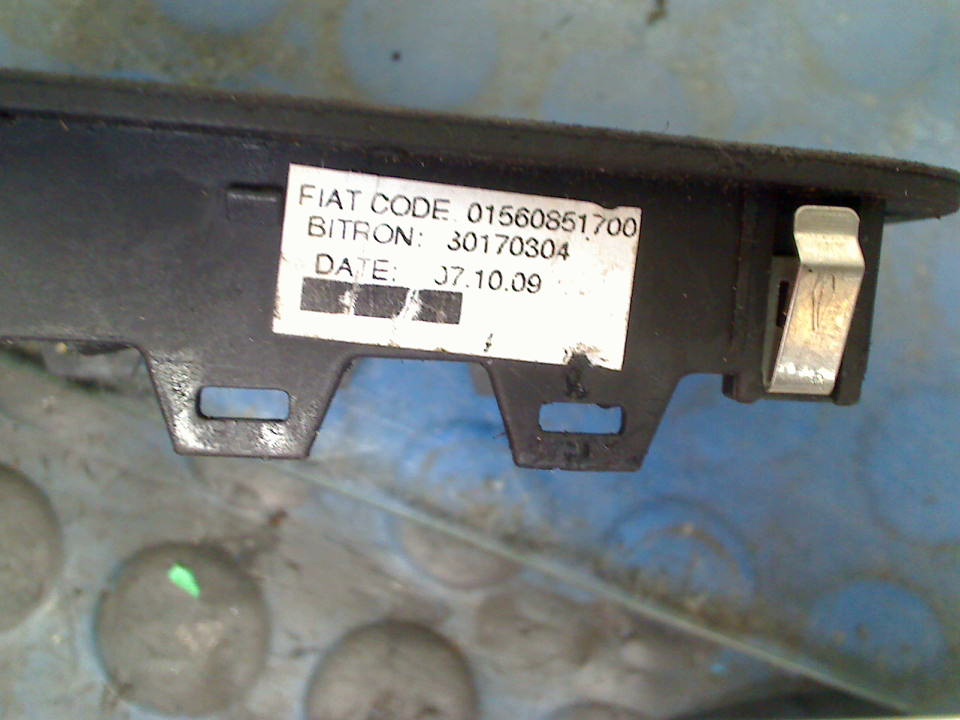 FIAT CODE 01560851700
BITRON: 30170304
DATE: 07.10.09